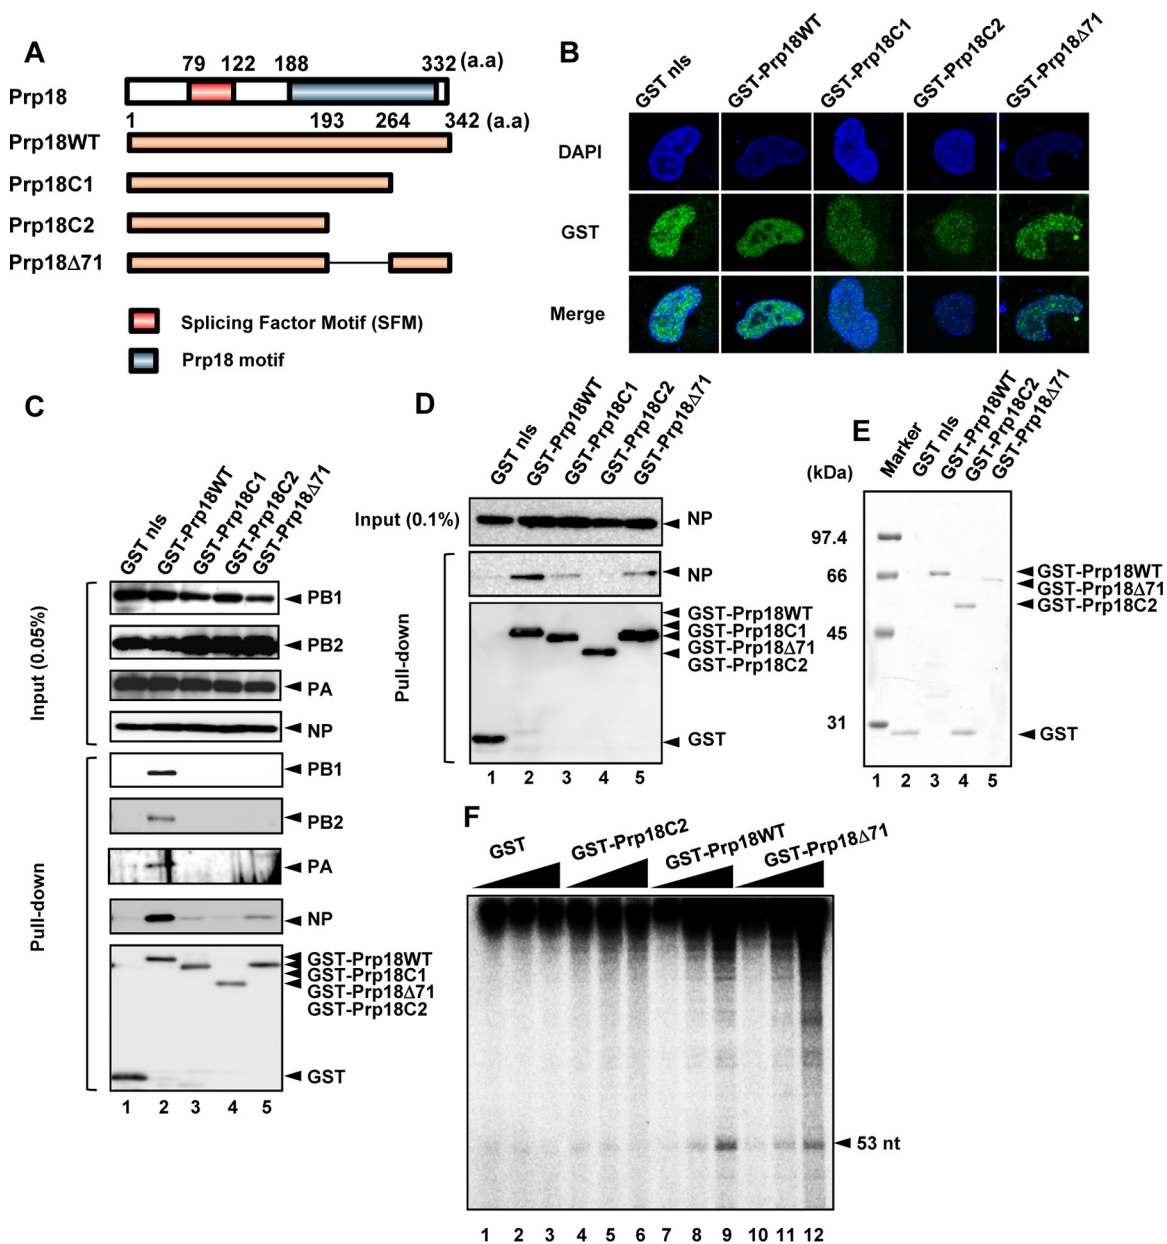 A
79 122 188 332 (a.a)
Prp18
1 193 264 342 (a.a)
Prp18WT
Prp18C1
Prp18C2
Prp18Δ71
Splicing Factor Motif (SFM)
Prp18 motif
B
GST nls
GST-Prp18WT
GST-Prp18C1
GST-Prp18C2
GST-Prp18Δ71
DAPI
GST
Merge
C
GST nls
GST-Prp18WT
GST-Prp18C1
GST-Prp18C2
GST-Prp18Δ71
Input (0.05%)
PB1
PB2
PA
NP
Pull-down
PB1
PB2
PA
NP
GST-Prp18WT
GST-Prp18C1
GST-Prp18Δ71
GST-Prp18C2
GST
1 2 3 4 5
D
GST nls
GST-Prp18WT
GST-Prp18C1
GST-Prp18C2
GST-Prp18Δ71
Input (0.1%)
NP
Pull-down
NP
GST-Prp18WT
GST-Prp18C1
GST-Prp18Δ71
GST-Prp18C2
GST
1 2 3 4 5
E
Marker
GST nls
GST-Prp18WT
GST-Prp18C2
GST-Prp18Δ71
(kDa)
97.4
66
45
31
GST-Prp18WT
GST-Prp18Δ71
GST-Prp18C2
GST
1 2 3 4 5
F
GST
GST-Prp18C2
GST-Prp18WT
GST-Prp18Δ71
53 nt
1 2 3 4 5 6 7 8 9 10 11 12